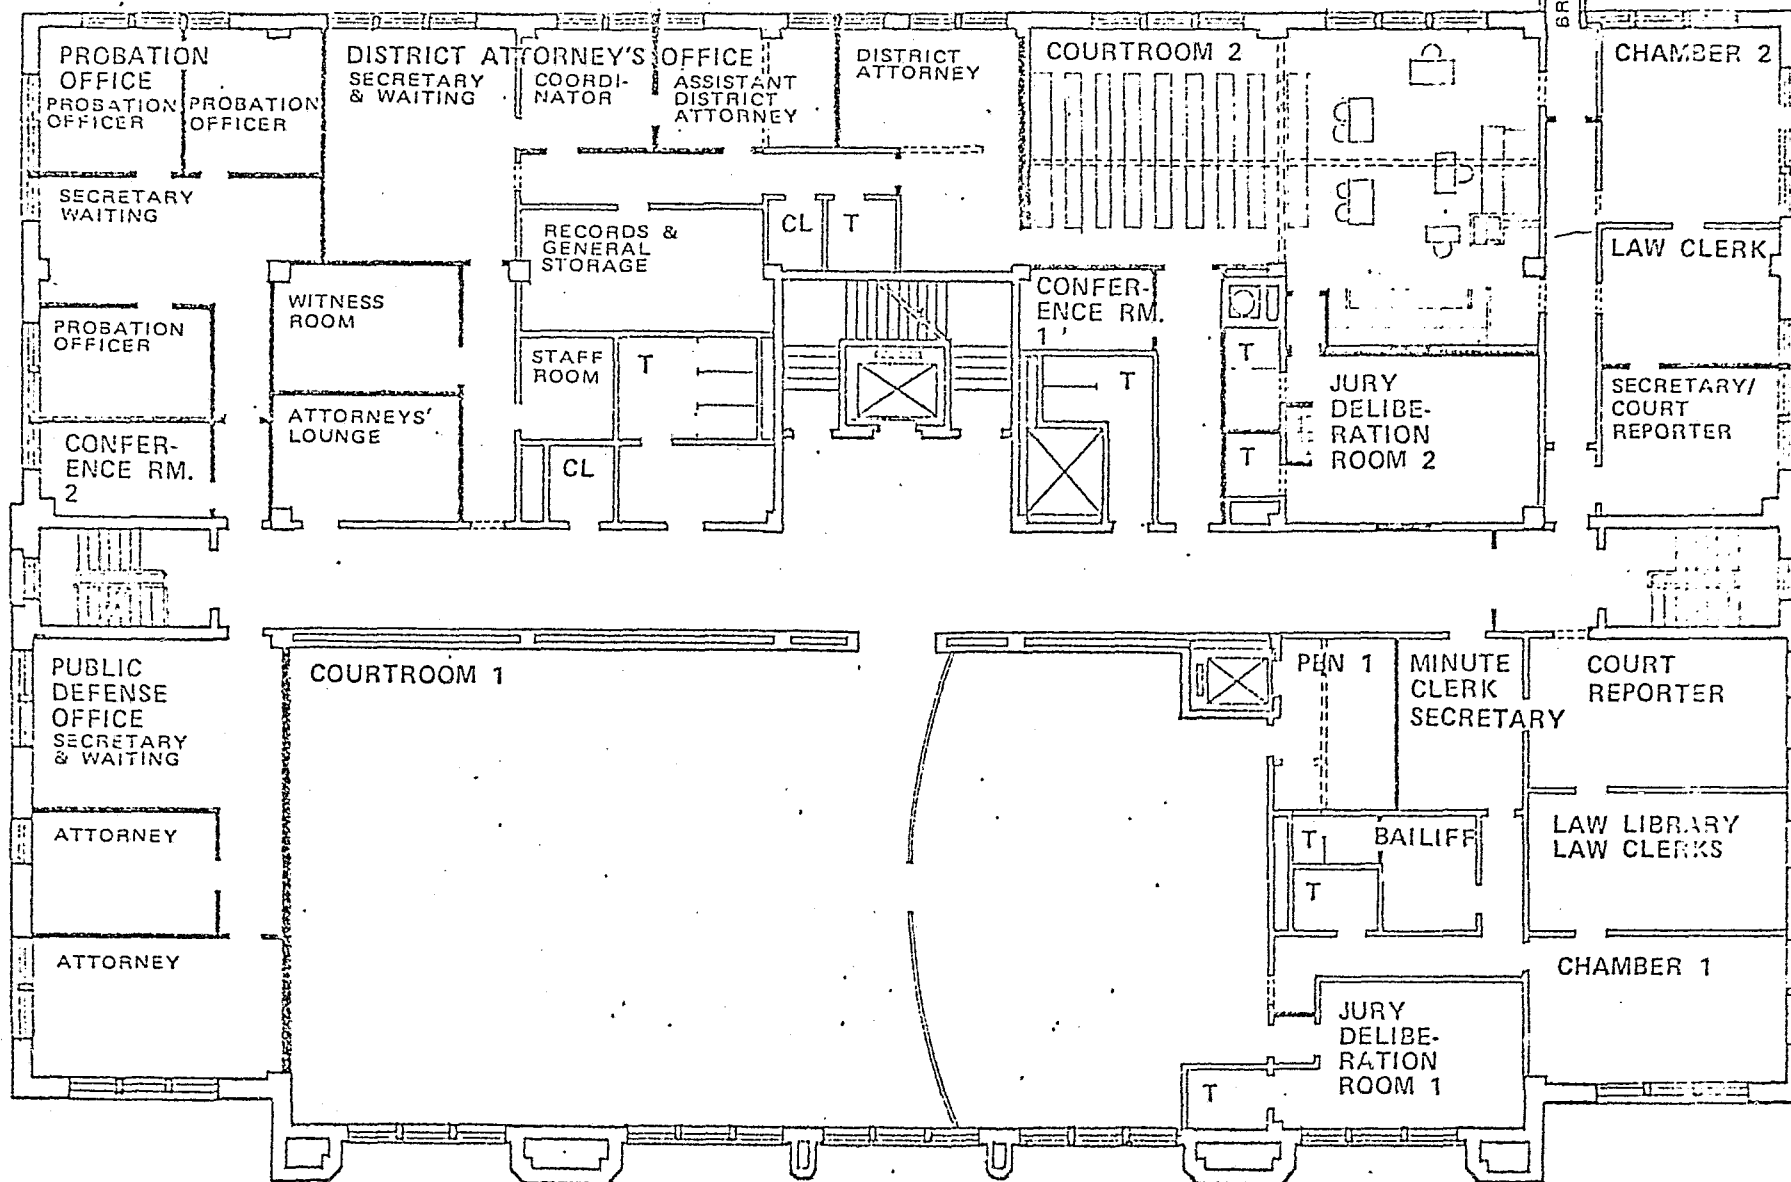 PROBATION
OFFICE
PROBATION
OFFICER
PROBATION
OFFICER
SECRETARY
WAITING
PROBATION
OFFICER
CONFER-
ENCE RM.
2
DISTRICT ATTORNEY'S OFFICE
SECRETARY
& WAITING
COORDI-
NATOR
ASSISTANT
DISTRICT
ATTORNEY
DISTRICT
ATTORNEY
RECORDS &
GENERAL
STORAGE
CL
T
WITNESS
ROOM
ATTORNEYS'
LOUNGE
STAFF
ROOM
T
CL
COURTROOM 2
CONFER-
ENCE RM.
1
T
T
T
JURY
DELIBE-
RATION
ROOM 2
BR
CHAMBER 2
LAW CLERK
SECRETARY/
COURT
REPORTER
PUBLIC
DEFENSE
OFFICE
SECRETARY
& WAITING
ATTORNEY
ATTORNEY
COURTROOM 1
PEN 1
MINUTE
CLERK
SECRETARY
COURT
REPORTER
T
BAILIFF
T
LAW LIBRARY
LAW CLERKS
CHAMBER 1
JURY
DELIBE-
RATION
ROOM 1
T